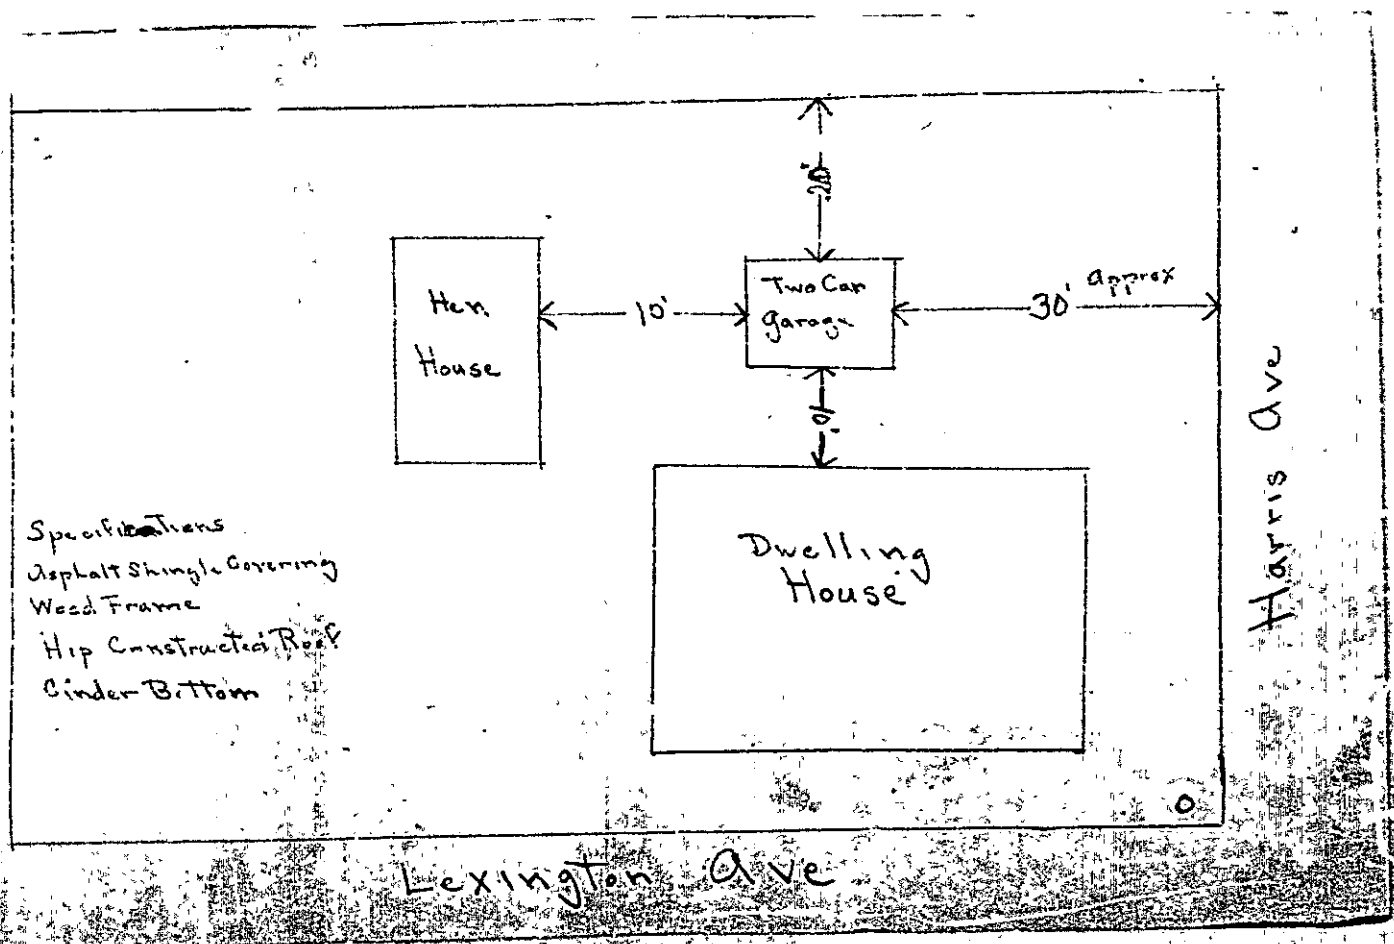 20'
Hen
House
10'
Two Car
garage
30' approx
10'
Dwelling
House
Harris Ave
Specifications
Asphalt Shingle Covering
Wood Frame
Hip Constructed Roof
Cinder Bottom
Lexington Ave